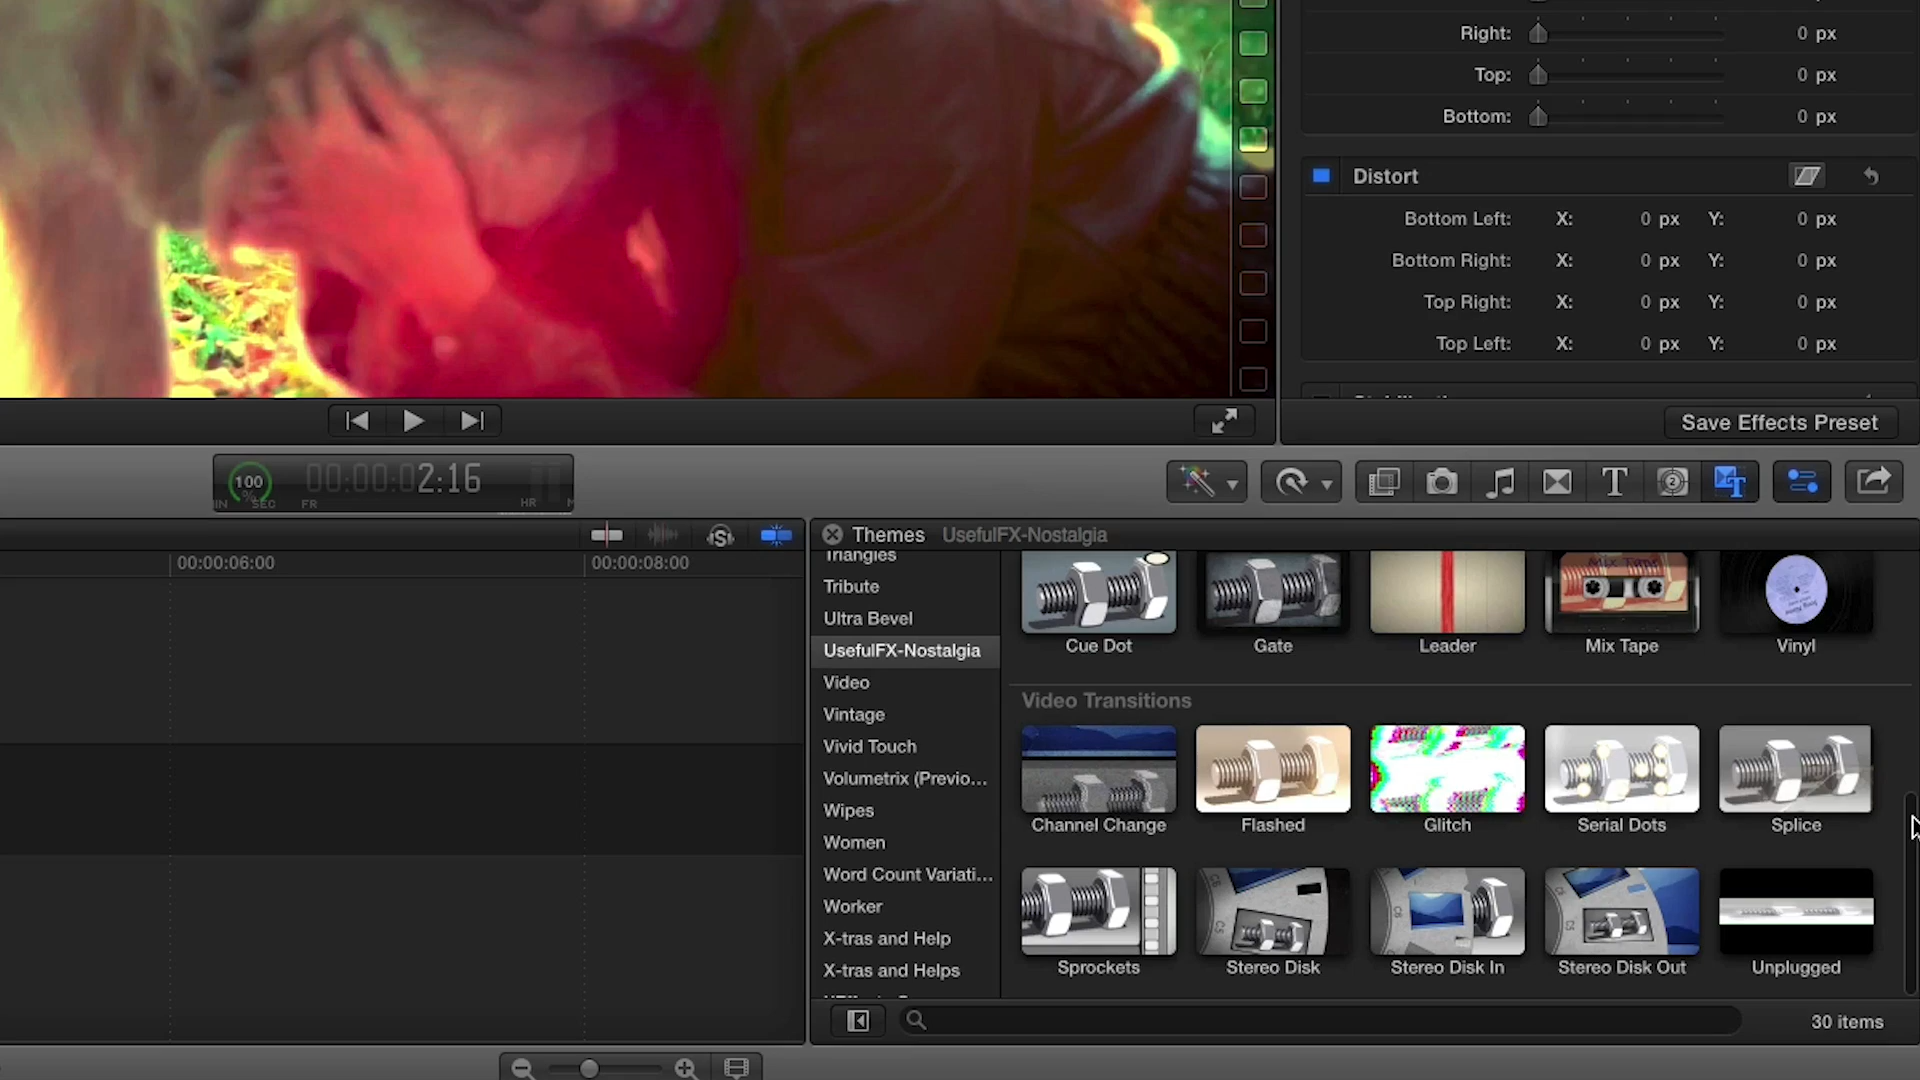 Right: 0 px
Top: 0 px
Bottom: 0 px
Distort
Bottom Left: X: 0 px Y: 0 px
Bottom Right: X: 0 px Y: 0 px
Top Right: X: 0 px Y: 0 px
Top Left: X: 0 px Y: 0 px
Save Effects Preset
100
%
00:00:02:16
SEC FR HR
T
Themes UsefulFX-Nostalgia
00:00:06:00
00:00:08:00
Triangles
Tribute
Ultra Bevel
UsefulFX-Nostalgia
Video
Vintage
Vivid Touch
Volumetrix (Previo...
Wipes
Women
Word Count Variati...
Worker
X-tras and Help
X-tras and Helps
Mix Time
Cue Dot
Gate
Leader
Mix Tape
Vinyl
Video Transitions
Channel Change
Flashed
Glitch
Serial Dots
Splice
Sprockets
Stereo Disk
Stereo Disk In
Stereo Disk Out
Unplugged
30 items